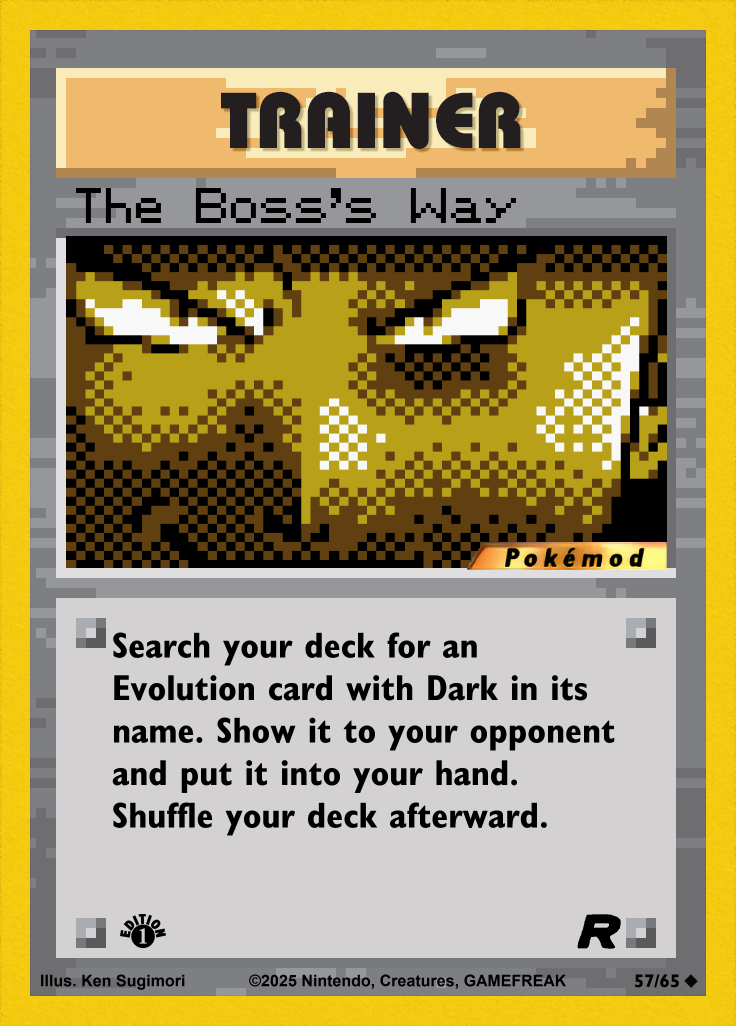 TRAINER
The Boss's Way
Pokémod
Search your deck for an
Evolution card with Dark in its
name. Show it to your opponent
and put it into your hand.
Shuffle your deck afterward.
EDITION
1
R
Illus. Ken Sugimori ©2025 Nintendo, Creatures, GAMEFREAK 57/65 ◆